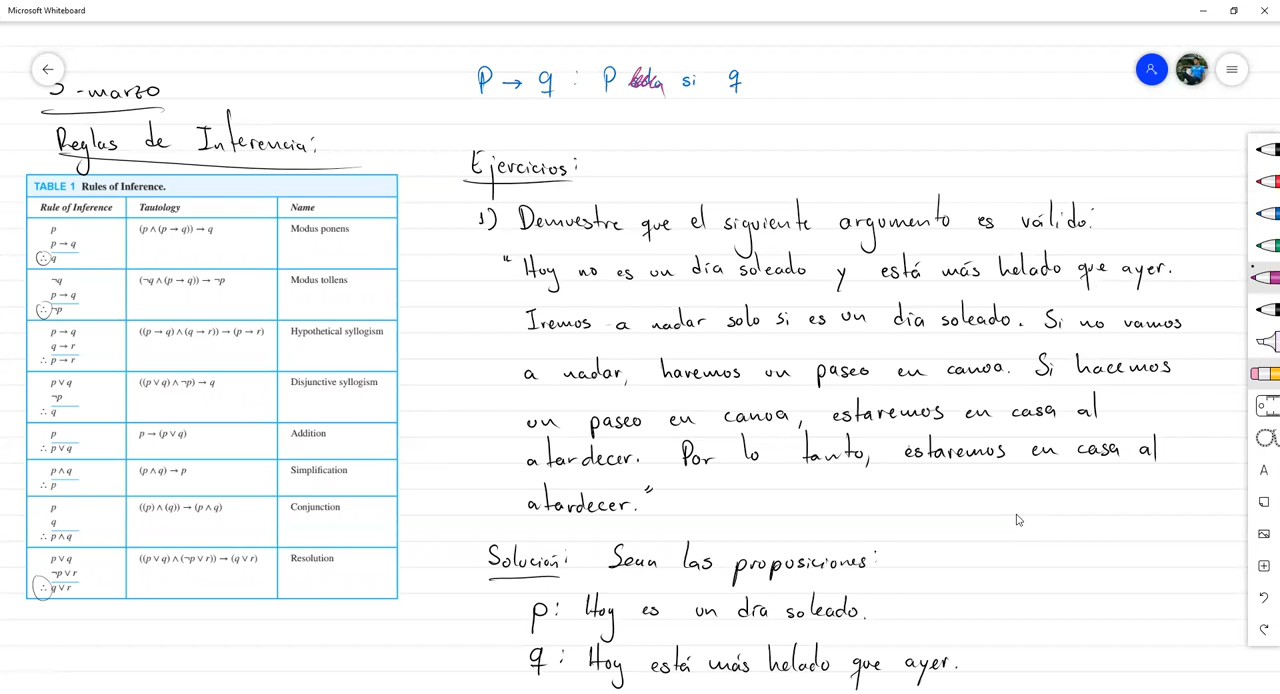 Microsoft Whiteboard
p → q : p si q
3-marzo
Reglas de Inferencia:
TABLE 1 Rules of Inference.
Rule of Inference Tautology Name
p
p → q
∴ q
(p ∧ (p → q)) → q
Modus ponens
¬q
p → q
∴ ¬p
(¬q ∧ (p → q)) → ¬p
Modus tollens
p → q
q → r
∴ p → r
((p → q) ∧ (q → r)) → (p → r)
Hypothetical syllogism
p ∨ q
¬p
∴ q
((p ∨ q) ∧ ¬p) → q
Disjunctive syllogism
p
∴ p ∨ q
p → (p ∨ q)
Addition
p ∧ q
∴ p
(p ∧ q) → p
Simplification
p
q
∴ p ∧ q
((p) ∧ (q)) → (p ∧ q)
Conjunction
p ∨ q
¬p ∨ r
∴ q ∨ r
((p ∨ q) ∧ (¬p ∨ r)) → (q ∨ r)
Resolution
Ejercicios:
1) Demuestre que el siguiente argumento es válido:
"Hoy no es un día soleado y está más helado que ayer.
Iremos a nadar solo si es un día soleado. Si no vamos
a nadar, haremos un paseo en canoa. Si hacemos
un paseo en canoa, estaremos en casa al
atardecer. Por lo tanto, estaremos en casa al
atardecer."
Solución: Sean las proposiciones:
p: Hoy es un día soleado.
q: Hoy está más helado que ayer.
A